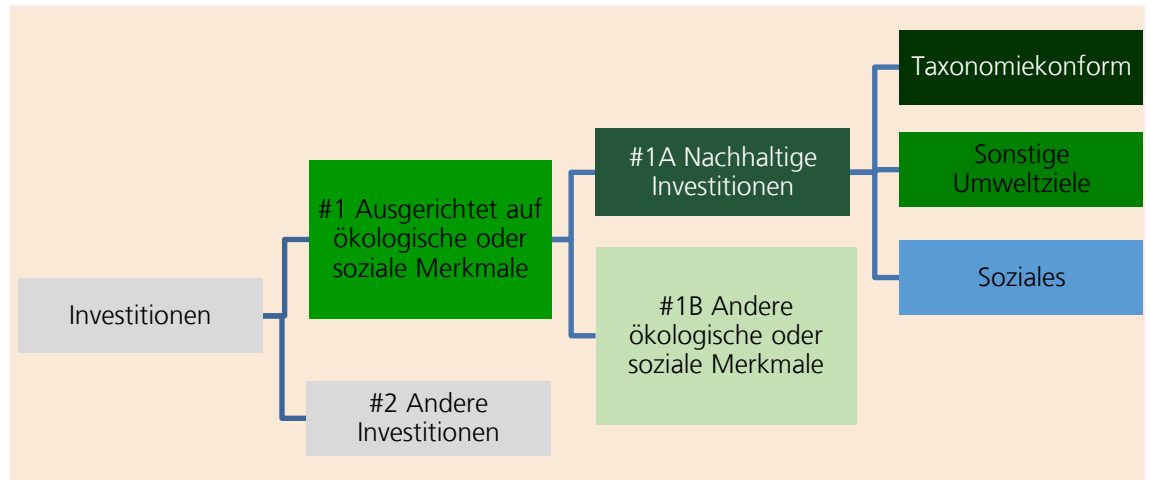 Investitionen
#1 Ausgerichtet auf
ökologische oder
soziale Merkmale
#2 Andere
Investitionen
#1A Nachhaltige
Investitionen
#1B Andere
ökologische oder
soziale Merkmale
Taxonomiekonform
Sonstige
Umweltziele
Soziales